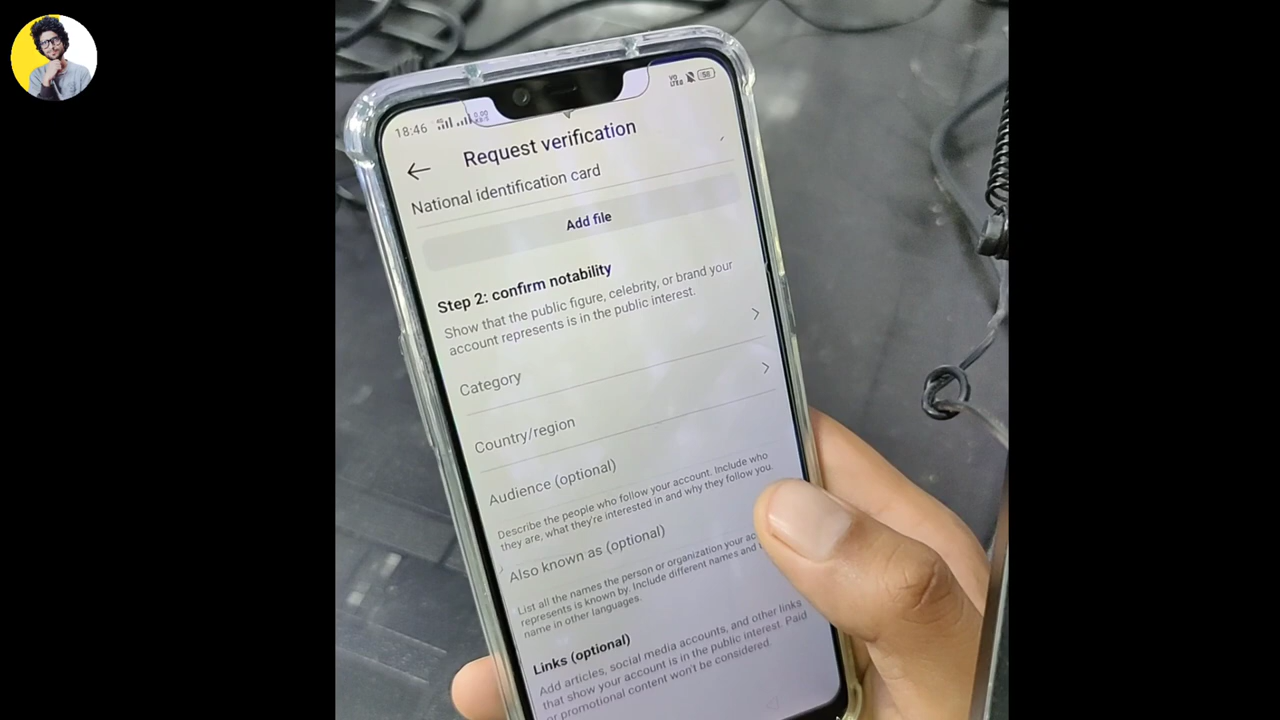 18:46
58
Request verification
National identification card
Add file
Step 2: confirm notability
Show that the public figure, celebrity, or brand your
account represents is in the public interest.
Category
Country/region
Audience (optional)
Describe the people who follow your account. Include who
they are, what they're interested in and why they follow you.
Also known as (optional)
List all the names the person or organization your
represents is known by. Include different names and
name in other languages.
Links (optional)
Add articles, social media accounts, and other links
that show your account is in the public interest. Paid
or promotional content won't be considered.